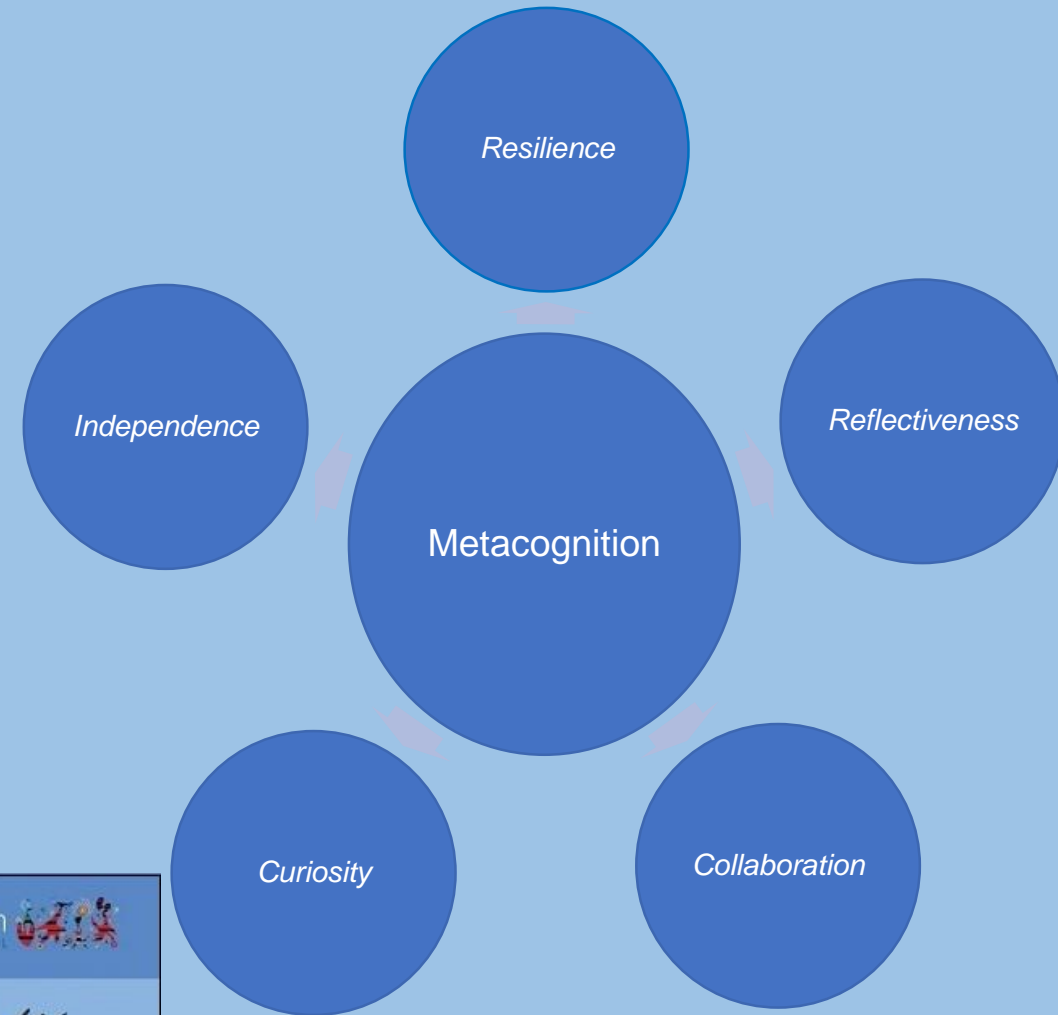 Resilience
Independence
Reflectiveness
Metacognition
Curiosity
Collaboration